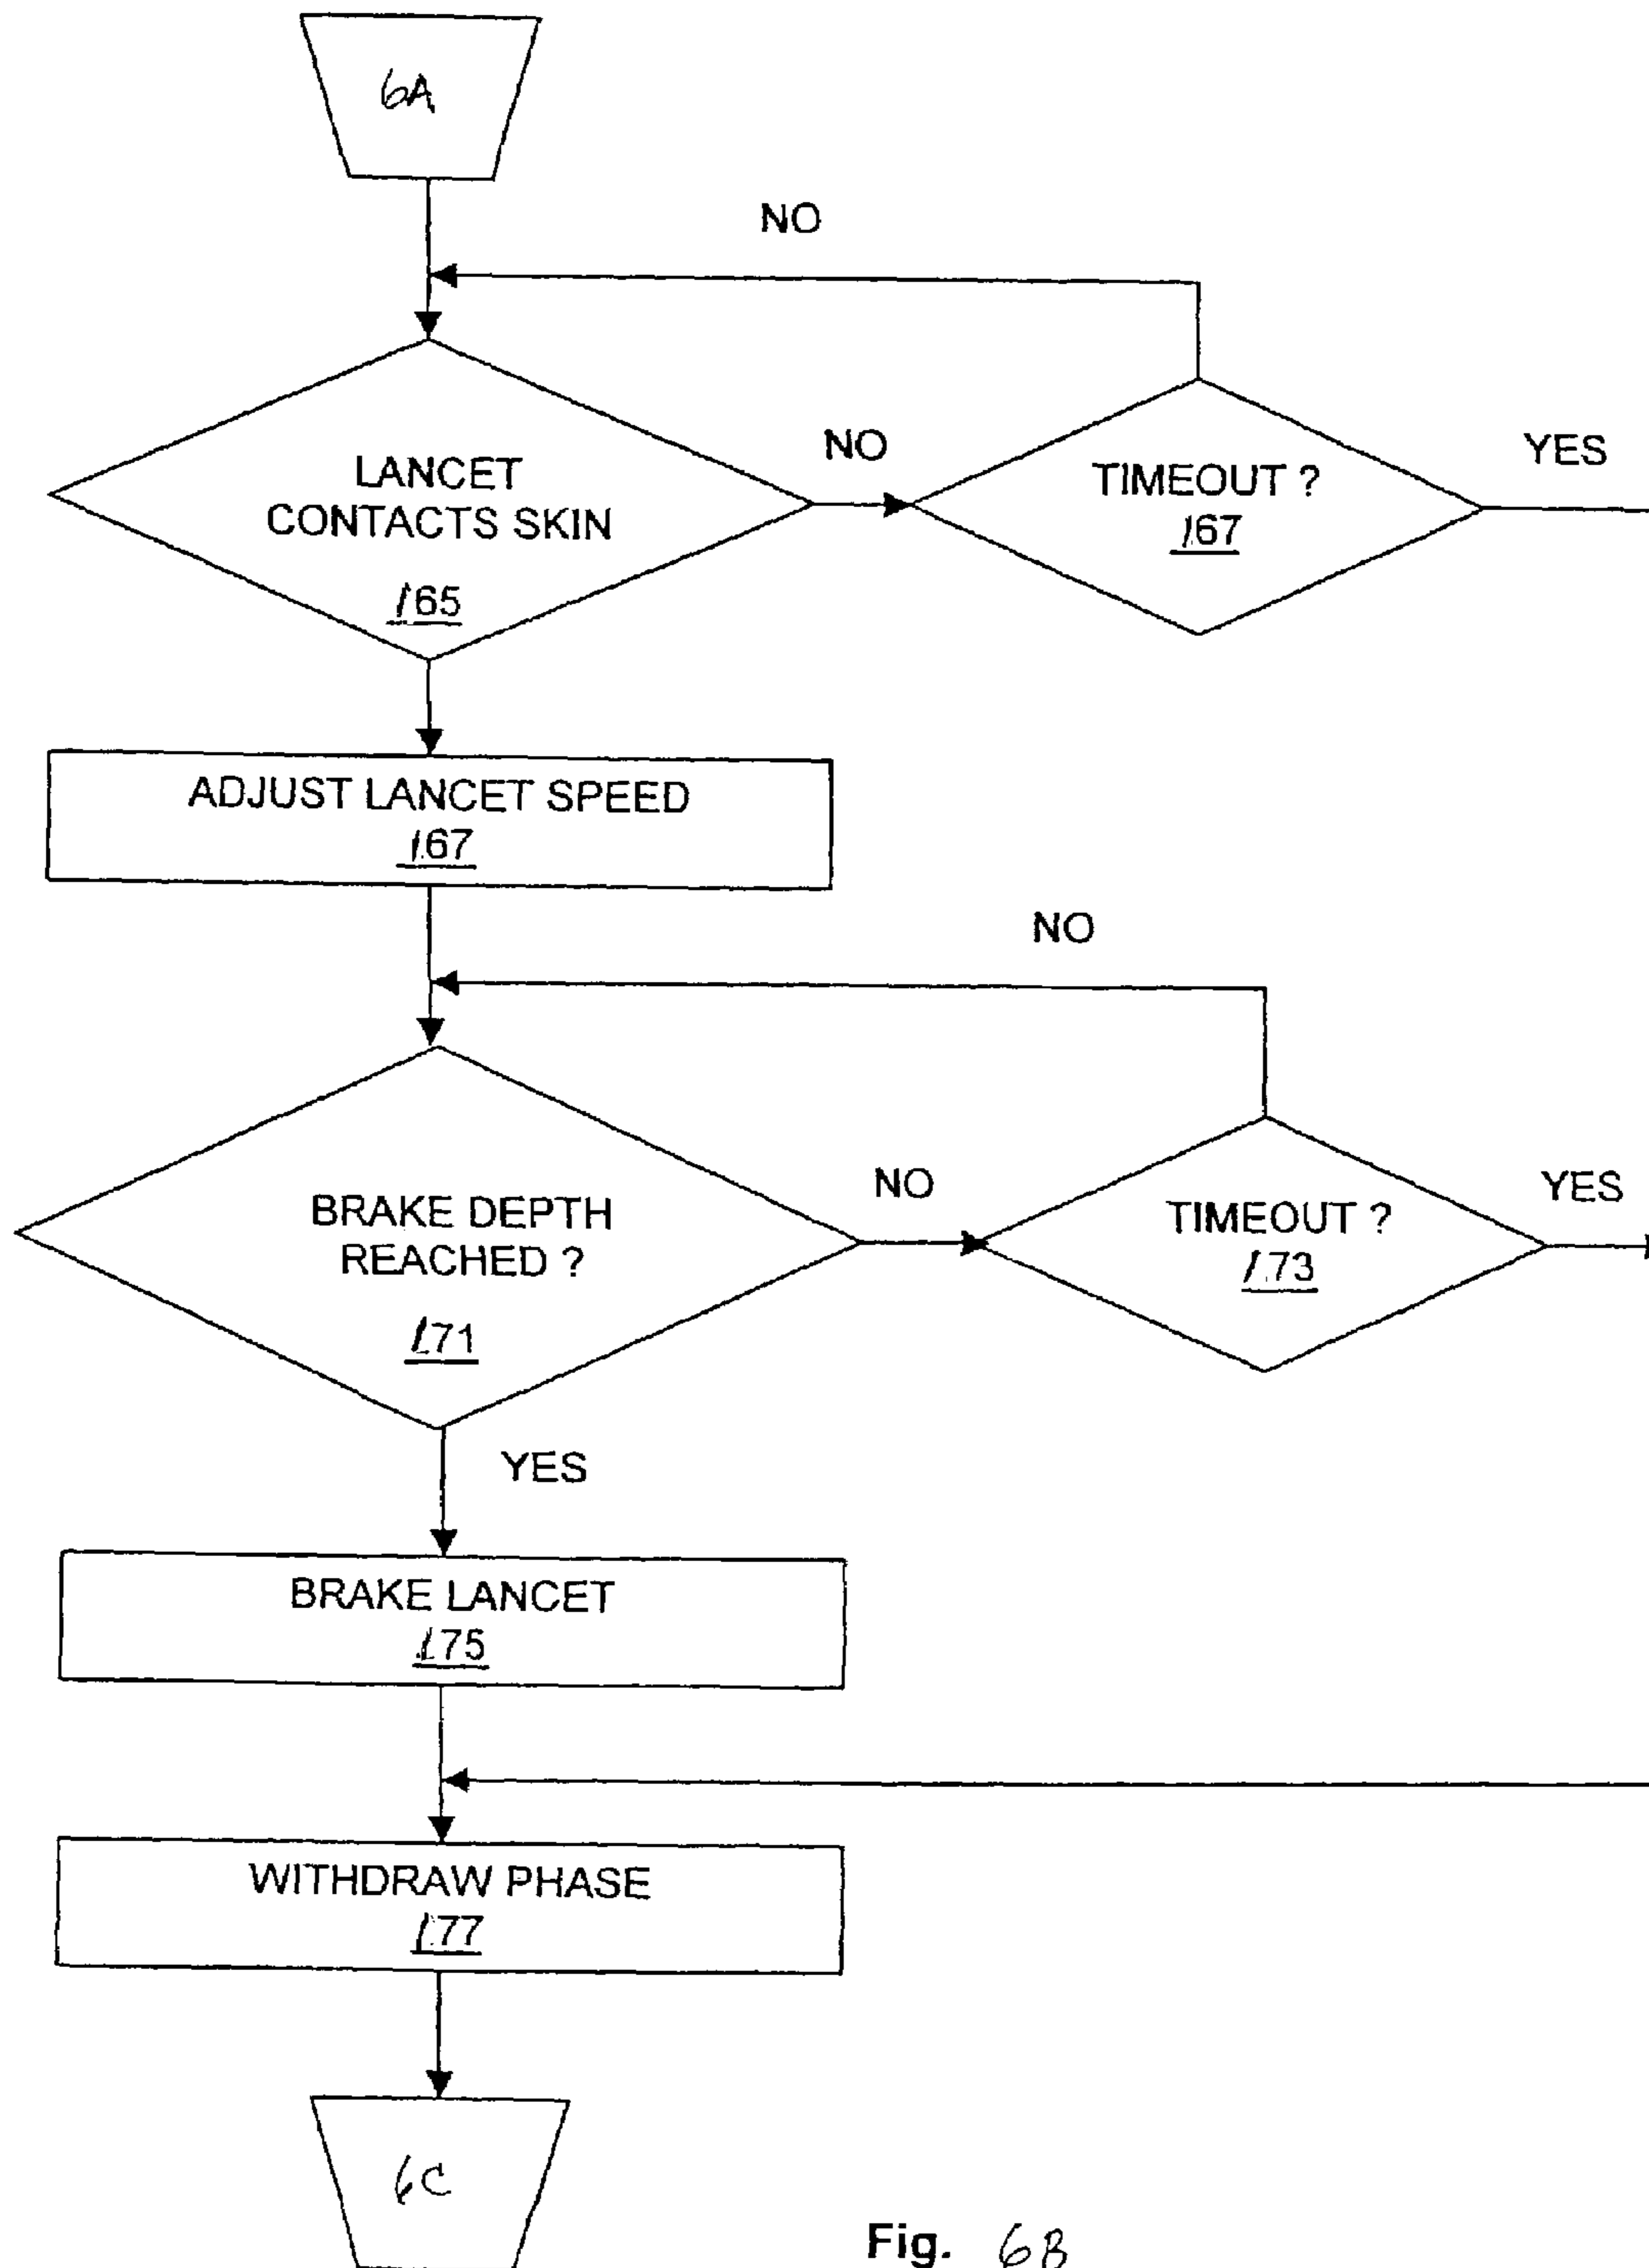 6A
NO
LANCET
CONTACTS SKIN
165
NO
TIMEOUT ?
167
YES
ADJUST LANCET SPEED
167
NO
BRAKE DEPTH
REACHED ?
171
NO
TIMEOUT ?
173
YES
YES
BRAKE LANCET
175
WITHDRAW PHASE
177
6C
Fig. 6B